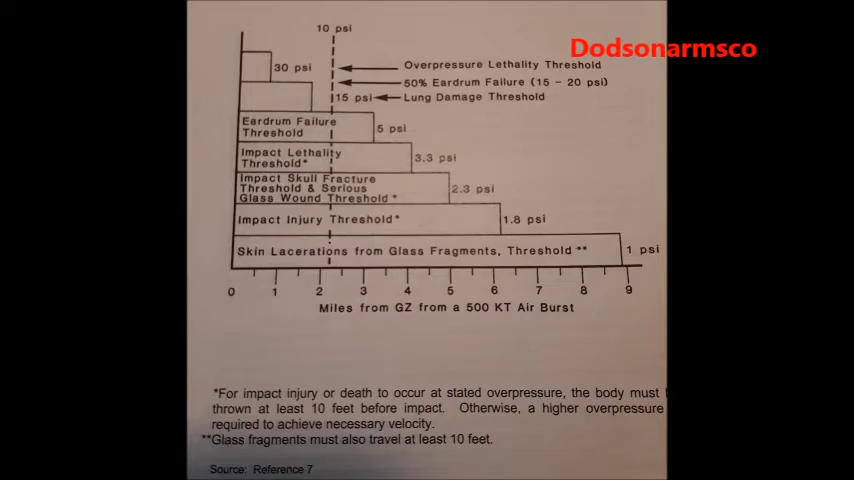 10 psi
Dodsonarmsco
30 psi
Overpressure Lethality Threshold
50% Eardrum Failure (15 - 20 psi)
15 psi
Lung Damage Threshold
Eardrum Failure
Threshold
5 psi
Impact Lethality
Threshold*
3.3 psi
Impact Skull Fracture
Threshold & Serious
Glass Wound Threshold *
2.3 psi
Impact Injury Threshold*
1.8 psi
Skin Lacerations from Glass Fragments, Threshold **
1 psi
0 1 2 3 4 5 6 7 8 9
Miles from GZ from a 500 KT Air Burst
*For impact injury or death to occur at stated overpressure, the body must
thrown at least 10 feet before impact. Otherwise, a higher overpressure
required to achieve necessary velocity.
**Glass fragments must also travel at least 10 feet.
Source: Reference 7